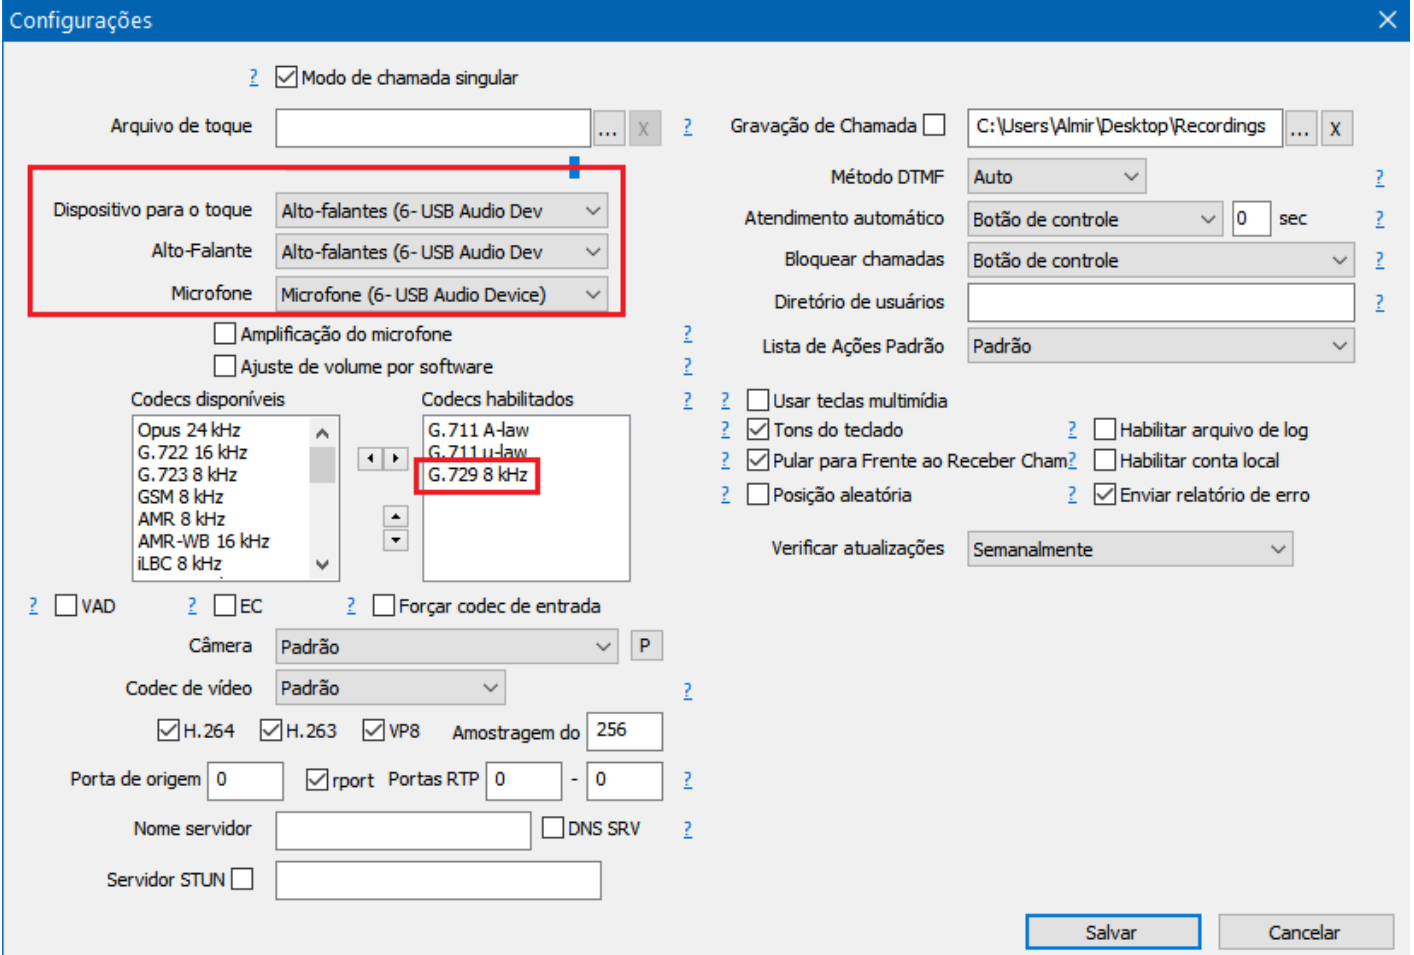 Configurações
? Modo de chamada singular
Arquivo de toque ... X ?
Dispositivo para o toque Alto-falantes (6- USB Audio Dev
Alto-Falante Alto-falantes (6- USB Audio Dev
Microfone Microfone (6- USB Audio Device)
Amplificação do microfone ?
Ajuste de volume por software ?
Codecs disponíveis Codecs habilitados ?
Opus 24 kHz
G.722 16 kHz
G.723 8 kHz
GSM 8 kHz
AMR 8 kHz
AMR-WB 16 kHz
iLBC 8 kHz
G.711 A-law
G.711 u-law
G.729 8 kHz
? VAD ? EC ? Forçar codec de entrada
Câmera Padrão P
Codec de vídeo Padrão ?
H.264 H.263 VP8 Amostragem do 256
Porta de origem 0 rport Portas RTP 0 - 0 ?
Nome servidor DNS SRV ?
Servidor STUN
Gravação de Chamada C:\Users\Almir\Desktop\Recordings ... X
Método DTMF Auto ?
Atendimento automático Botão de controle 0 sec ?
Bloquear chamadas Botão de controle ?
Diretório de usuários ?
Lista de Ações Padrão Padrão
? Usar teclas multimídia
? Tons do teclado ? Habilitar arquivo de log
? Pular para Frente ao Receber Cham ? Habilitar conta local
? Posição aleatória ? Enviar relatório de erro
Verificar atualizações Semanalmente
Salvar Cancelar